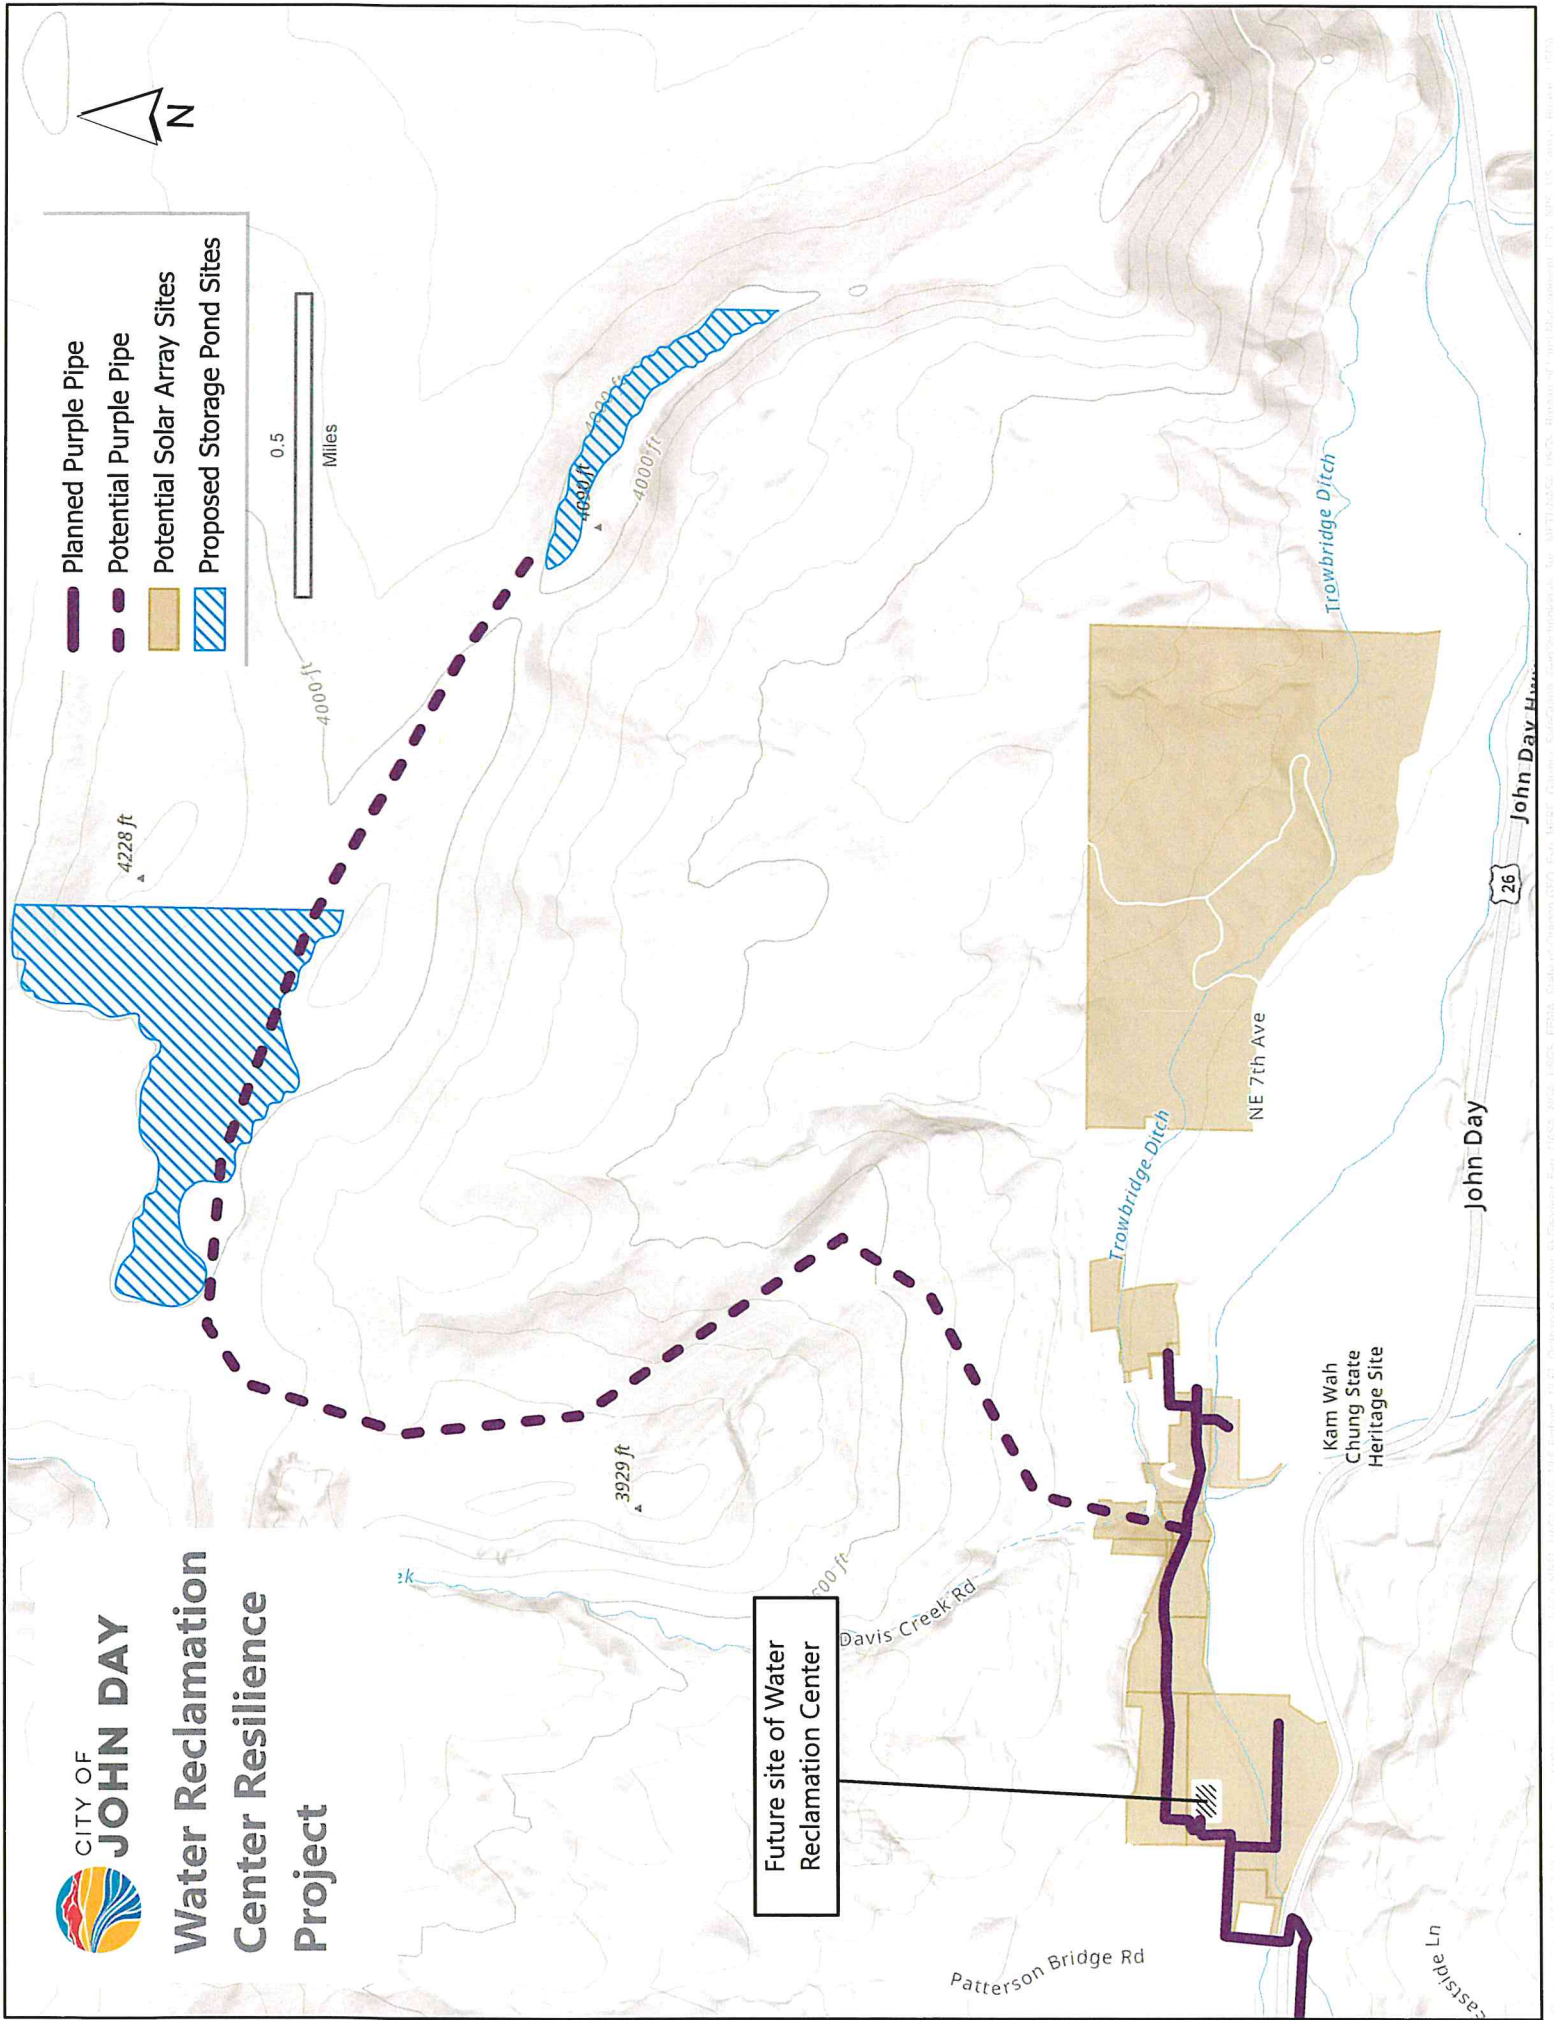 CITY OF
JOHN DAY
Water Reclamation
Center Resilience
Project
Planned Purple Pipe
Potential Purple Pipe
Potential Solar Array Sites
Proposed Storage Pond Sites
0.5
Miles
N
4228 ft
4000 ft
4090 ft
4000 ft
4000 ft
3929 ft
Future site of Water
Reclamation Center
Davis Creek Rd
Patterson Bridge Rd
Trowbridge Ditch
Trowbridge Ditch
NE 7th Ave
Kam Wah
Chung State
Heritage Site
John Day
26
John Day Hwy
Eastside Ln